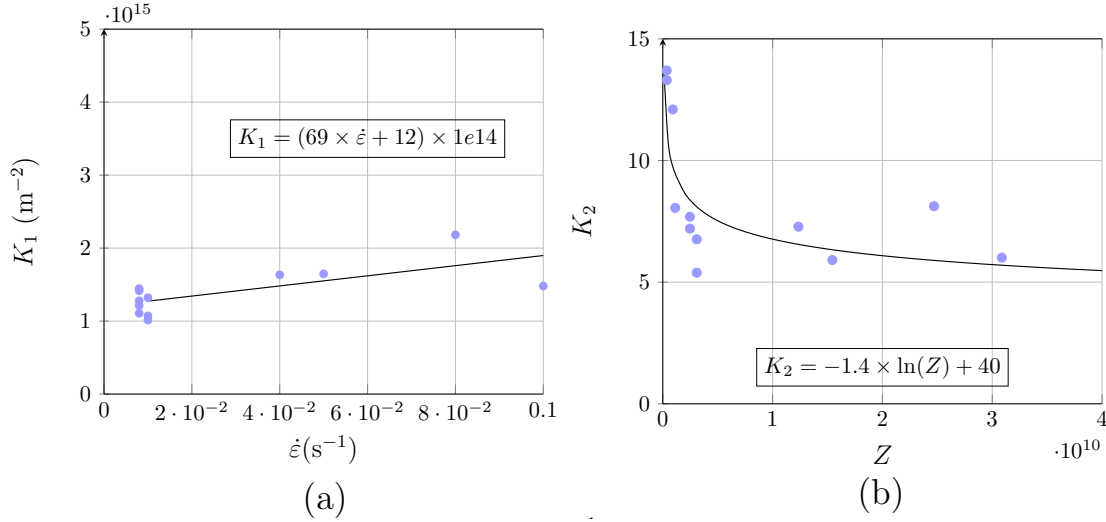 ·10^15
5
4
3
2
1
0
K_1 (m^−2)
K_1 = (69 × ε̇ + 12) × 1e14
0 2 · 10^−2 4 · 10^−2 6 · 10^−2 8 · 10^−2 0.1
ε̇(s^−1)
(a)
15
10
5
0
K_2
K_2 = −1.4 × ln(Z) + 40
0 1 2 3 4
·10^10
Z
(b)